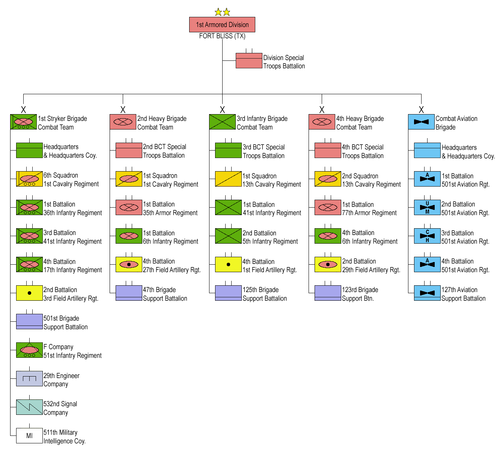 1st Armored Division
FORT BLISS (TX)
Division Special
Troops Battalion
X
1st Stryker Brigade
Combat Team
X
2nd Heavy Brigade
Combat Team
X
3rd Infantry Brigade
Combat Team
X
4th Heavy Brigade
Combat Team
X
Combat Aviation
Brigade
Headquarters
& Headquarters Coy.
2nd BCT Special
Troops Battalion
3rd BCT Special
Troops Battalion
4th BCT Special
Troops Battalion
Headquarters
& Headquarters Coy.
6th Squadron
1st Cavalry Regiment
1st Squadron
1st Cavalry Regiment
1st Squadron
13th Cavalry Regiment
2nd Squadron
13th Cavalry Regiment
A
1st Battalion
501st Aviation Rgt.
1st Battalion
36th Infantry Regiment
1st Battalion
35th Armor Regiment
1st Battalion
41st Infantry Regiment
1st Battalion
77th Armor Regiment
U
M
2nd Battalion
501st Aviation Rgt.
3rd Battalion
41st Infantry Regiment
1st Battalion
6th Infantry Regiment
2nd Battalion
5th Infantry Regiment
4th Battalion
6th Infantry Regiment
C
H
3rd Battalion
501st Aviation Rgt.
4th Battalion
17th Infantry Regiment
4th Battalion
27th Field Artillery Rgt.
4th Battalion
1st Field Artillery Rgt.
2nd Battalion
29th Field Artillery Rgt.
A
4th Battalion
501st Aviation Rgt.
2nd Battalion
3rd Field Artillery Rgt.
47th Brigade
Support Battalion
125th Brigade
Support Battalion
123rd Brigade
Support Btn.
127th Aviation
Support Battalion
501st Brigade
Support Battalion
F Company
51st Infantry Regiment
29th Engineer
Company
532nd Signal
Company
MI
511th Military
Intelligence Coy.